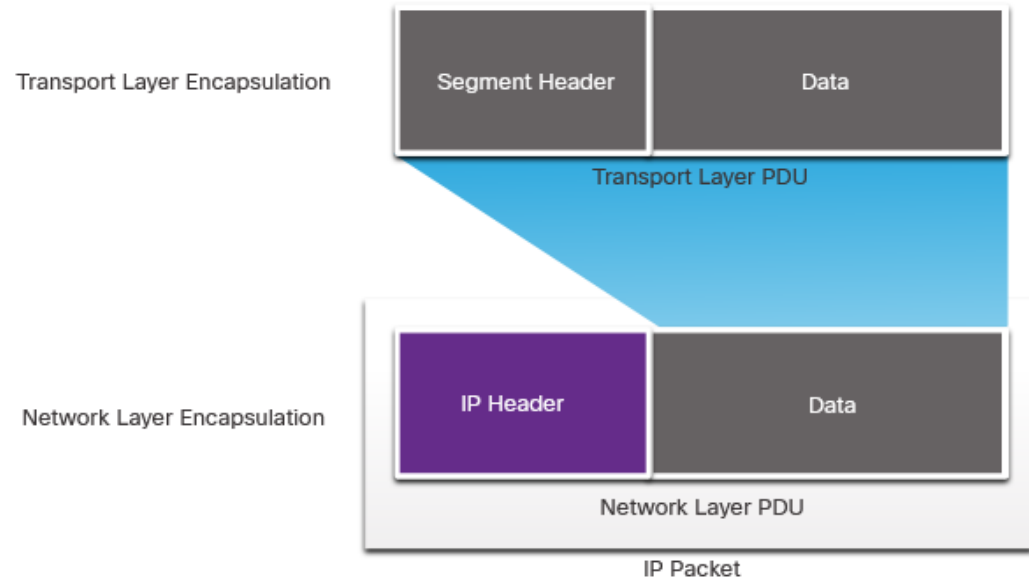 Transport Layer Encapsulation
Segment Header
Data
Transport Layer PDU
Network Layer Encapsulation
IP Header
Data
Network Layer PDU
IP Packet